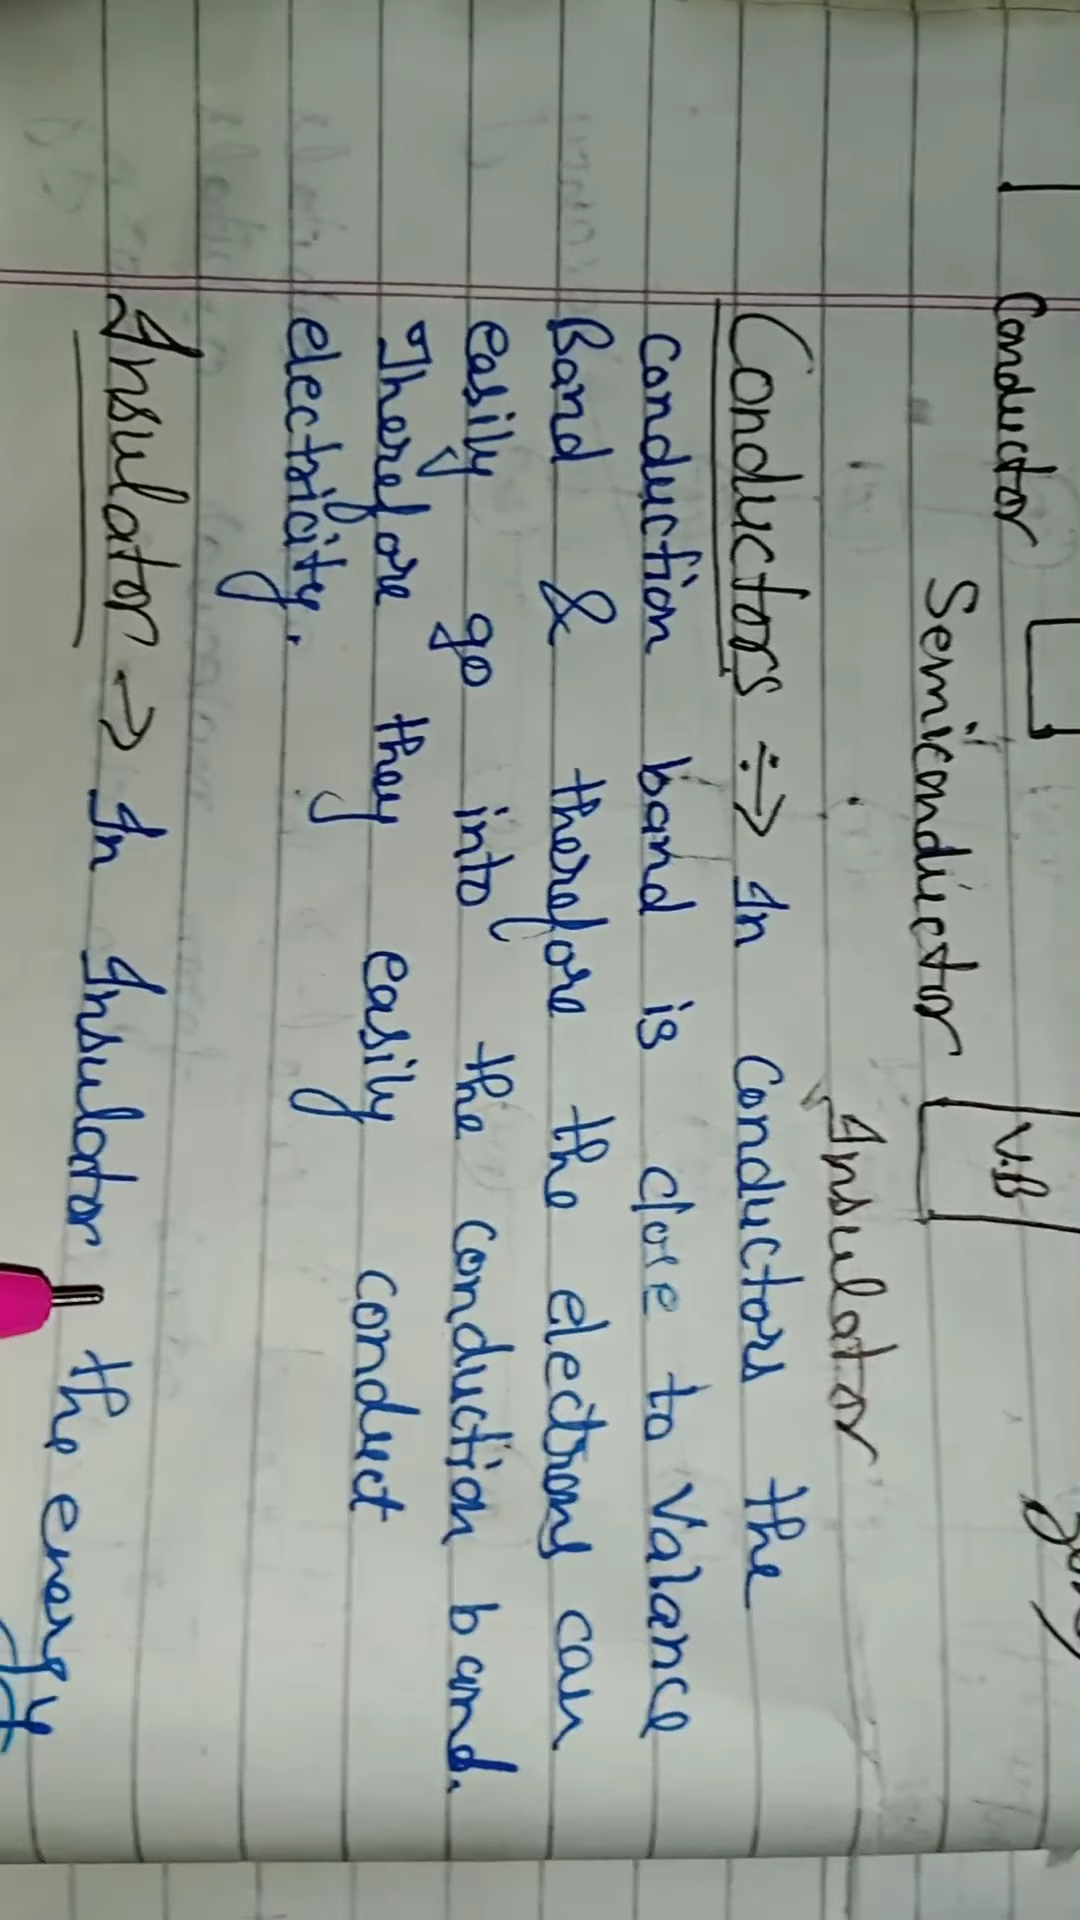 V.B
Conductor
Semiconductor
Insulator
Conductors ÷⇒ In Conductors the
Conduction band is close to Valance
Band & therefore the electrons can
easily go into the conduction band.
Therefore they easily conduct
electricity.
Insulator ⇒ In Insulator the energy